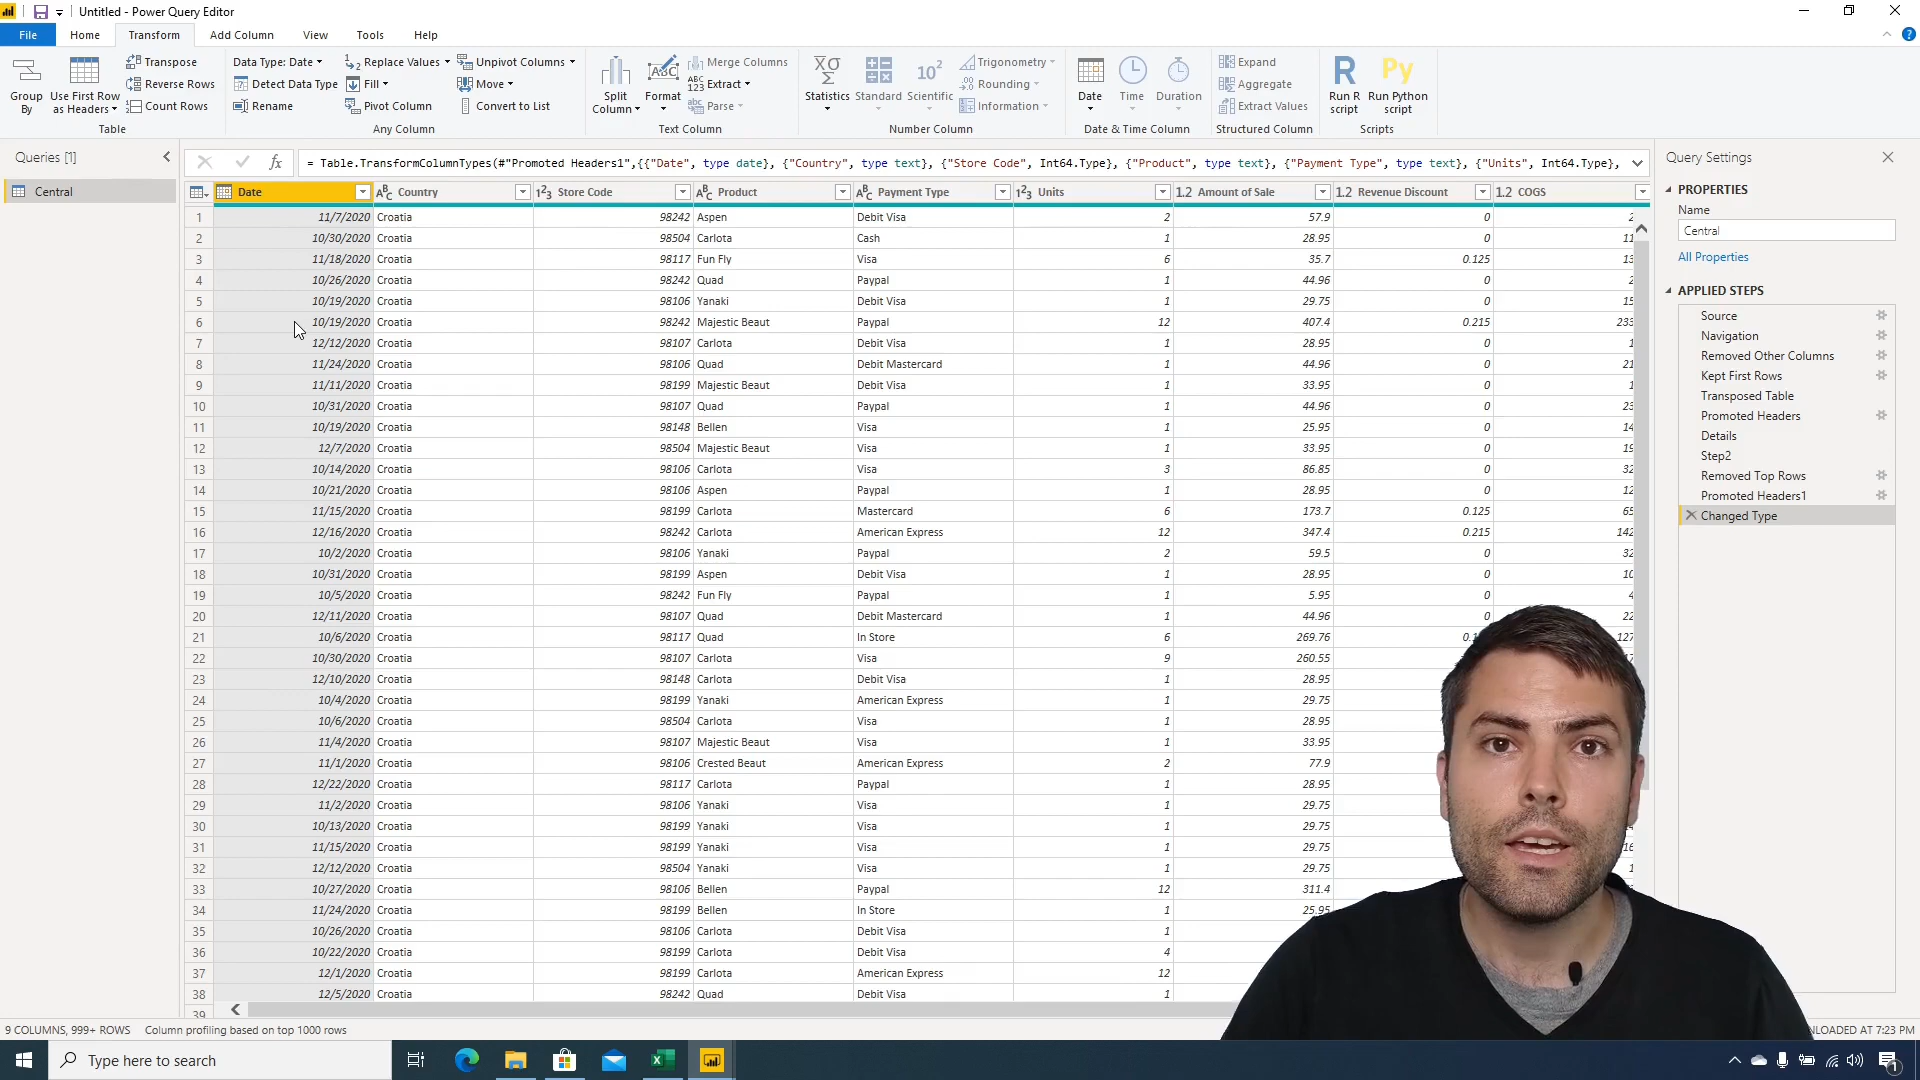 Untitled - Power Query Editor
File Home Transform Add Column View Tools Help
Group By
Use First Row as Headers
Transpose
Reverse Rows
Count Rows
Table
Data Type: Date
Detect Data Type
Rename
Replace Values
Fill
Pivot Column
Unpivot Columns
Move
Convert to List
Any Column
Split Column
Format
Merge Columns
Extract
Parse
Text Column
Statistics
Standard
Scientific
Trigonometry
Rounding
Information
Number Column
Date
Time
Duration
Date & Time Column
Expand
Aggregate
Extract Values
Structured Column
Run R script
Run Python script
Scripts
Queries [1]
Central
= Table.TransformColumnTypes(#"Promoted Headers1",{{"Date", type date}, {"Country", type text}, {"Store Code", Int64.Type}, {"Product", type text}, {"Payment Type", type text}, {"Units", Int64.Type},
Date Country Store Code Product Payment Type Units Amount of Sale Revenue Discount COGS
1 11/7/2020 Croatia 98242 Aspen Debit Visa 2 57.9 0
2 10/30/2020 Croatia 98504 Carlota Cash 1 28.95 0 11
3 11/18/2020 Croatia 98117 Fun Fly Visa 6 35.7 0.125 13
4 10/26/2020 Croatia 98242 Quad Paypal 1 44.96 0
5 10/19/2020 Croatia 98106 Yanaki Debit Visa 1 29.75 0 15
6 10/19/2020 Croatia 98242 Majestic Beaut Paypal 12 407.4 0.215 233
7 12/12/2020 Croatia 98107 Carlota Debit Visa 1 28.95 0
8 11/24/2020 Croatia 98106 Quad Debit Mastercard 1 44.96 0 21
9 11/11/2020 Croatia 98199 Majestic Beaut Debit Visa 1 33.95 0
10 10/31/2020 Croatia 98107 Quad Paypal 1 44.96 0 23
11 10/19/2020 Croatia 98148 Bellen Visa 1 25.95 0 14
12 12/7/2020 Croatia 98504 Majestic Beaut Visa 1 33.95 0 19
13 10/14/2020 Croatia 98106 Carlota Visa 3 86.85 0 32
14 10/21/2020 Croatia 98106 Aspen Paypal 1 28.95 0 12
15 11/15/2020 Croatia 98199 Carlota Mastercard 6 173.7 0.125 65
16 12/16/2020 Croatia 98242 Carlota American Express 12 347.4 0.215 142
17 10/2/2020 Croatia 98106 Yanaki Paypal 2 59.5 0 32
18 10/31/2020 Croatia 98199 Aspen Debit Visa 1 28.95 0 10
19 10/5/2020 Croatia 98242 Fun Fly Paypal 1 5.95 0 4
20 12/11/2020 Croatia 98107 Quad Debit Mastercard 1 44.96 0 22
21 10/6/2020 Croatia 98117 Quad In Store 6 269.76 127
22 10/30/2020 Croatia 98107 Carlota Visa 9 260.55
23 12/10/2020 Croatia 98148 Carlota Debit Visa 1 28.95
24 10/4/2020 Croatia 98199 Yanaki American Express 1 29.75
25 10/6/2020 Croatia 98504 Carlota Visa 1 28.95
26 11/4/2020 Croatia 98107 Majestic Beaut Visa 1 33.95
27 11/1/2020 Croatia 98106 Crested Beaut American Express 2 77.9
28 12/22/2020 Croatia 98117 Carlota Paypal 1 28.95
29 11/2/2020 Croatia 98106 Yanaki Visa 1 29.75
30 10/13/2020 Croatia 98199 Yanaki Visa 1 29.75
31 11/15/2020 Croatia 98199 Yanaki Visa 1 29.75
32 12/12/2020 Croatia 98504 Yanaki Visa 1 29.75
33 10/27/2020 Croatia 98106 Bellen Paypal 12 311.4
34 11/24/2020 Croatia 98199 Bellen In Store 1 25.95
35 10/26/2020 Croatia 98106 Carlota Debit Visa 1
36 10/22/2020 Croatia 98199 Carlota Debit Visa 4
37 12/1/2020 Croatia 98199 Carlota American Express 12
38 12/5/2020 Croatia 98242 Quad Debit Visa 1
39
Query Settings
PROPERTIES
Name
Central
All Properties
APPLIED STEPS
Source
Navigation
Removed Other Columns
Kept First Rows
Transposed Table
Promoted Headers
Details
Step2
Removed Top Rows
Promoted Headers1
Changed Type
9 COLUMNS, 999+ ROWS Column profiling based on top 1000 rows
NLOADED AT 7:23 PM
Type here to search